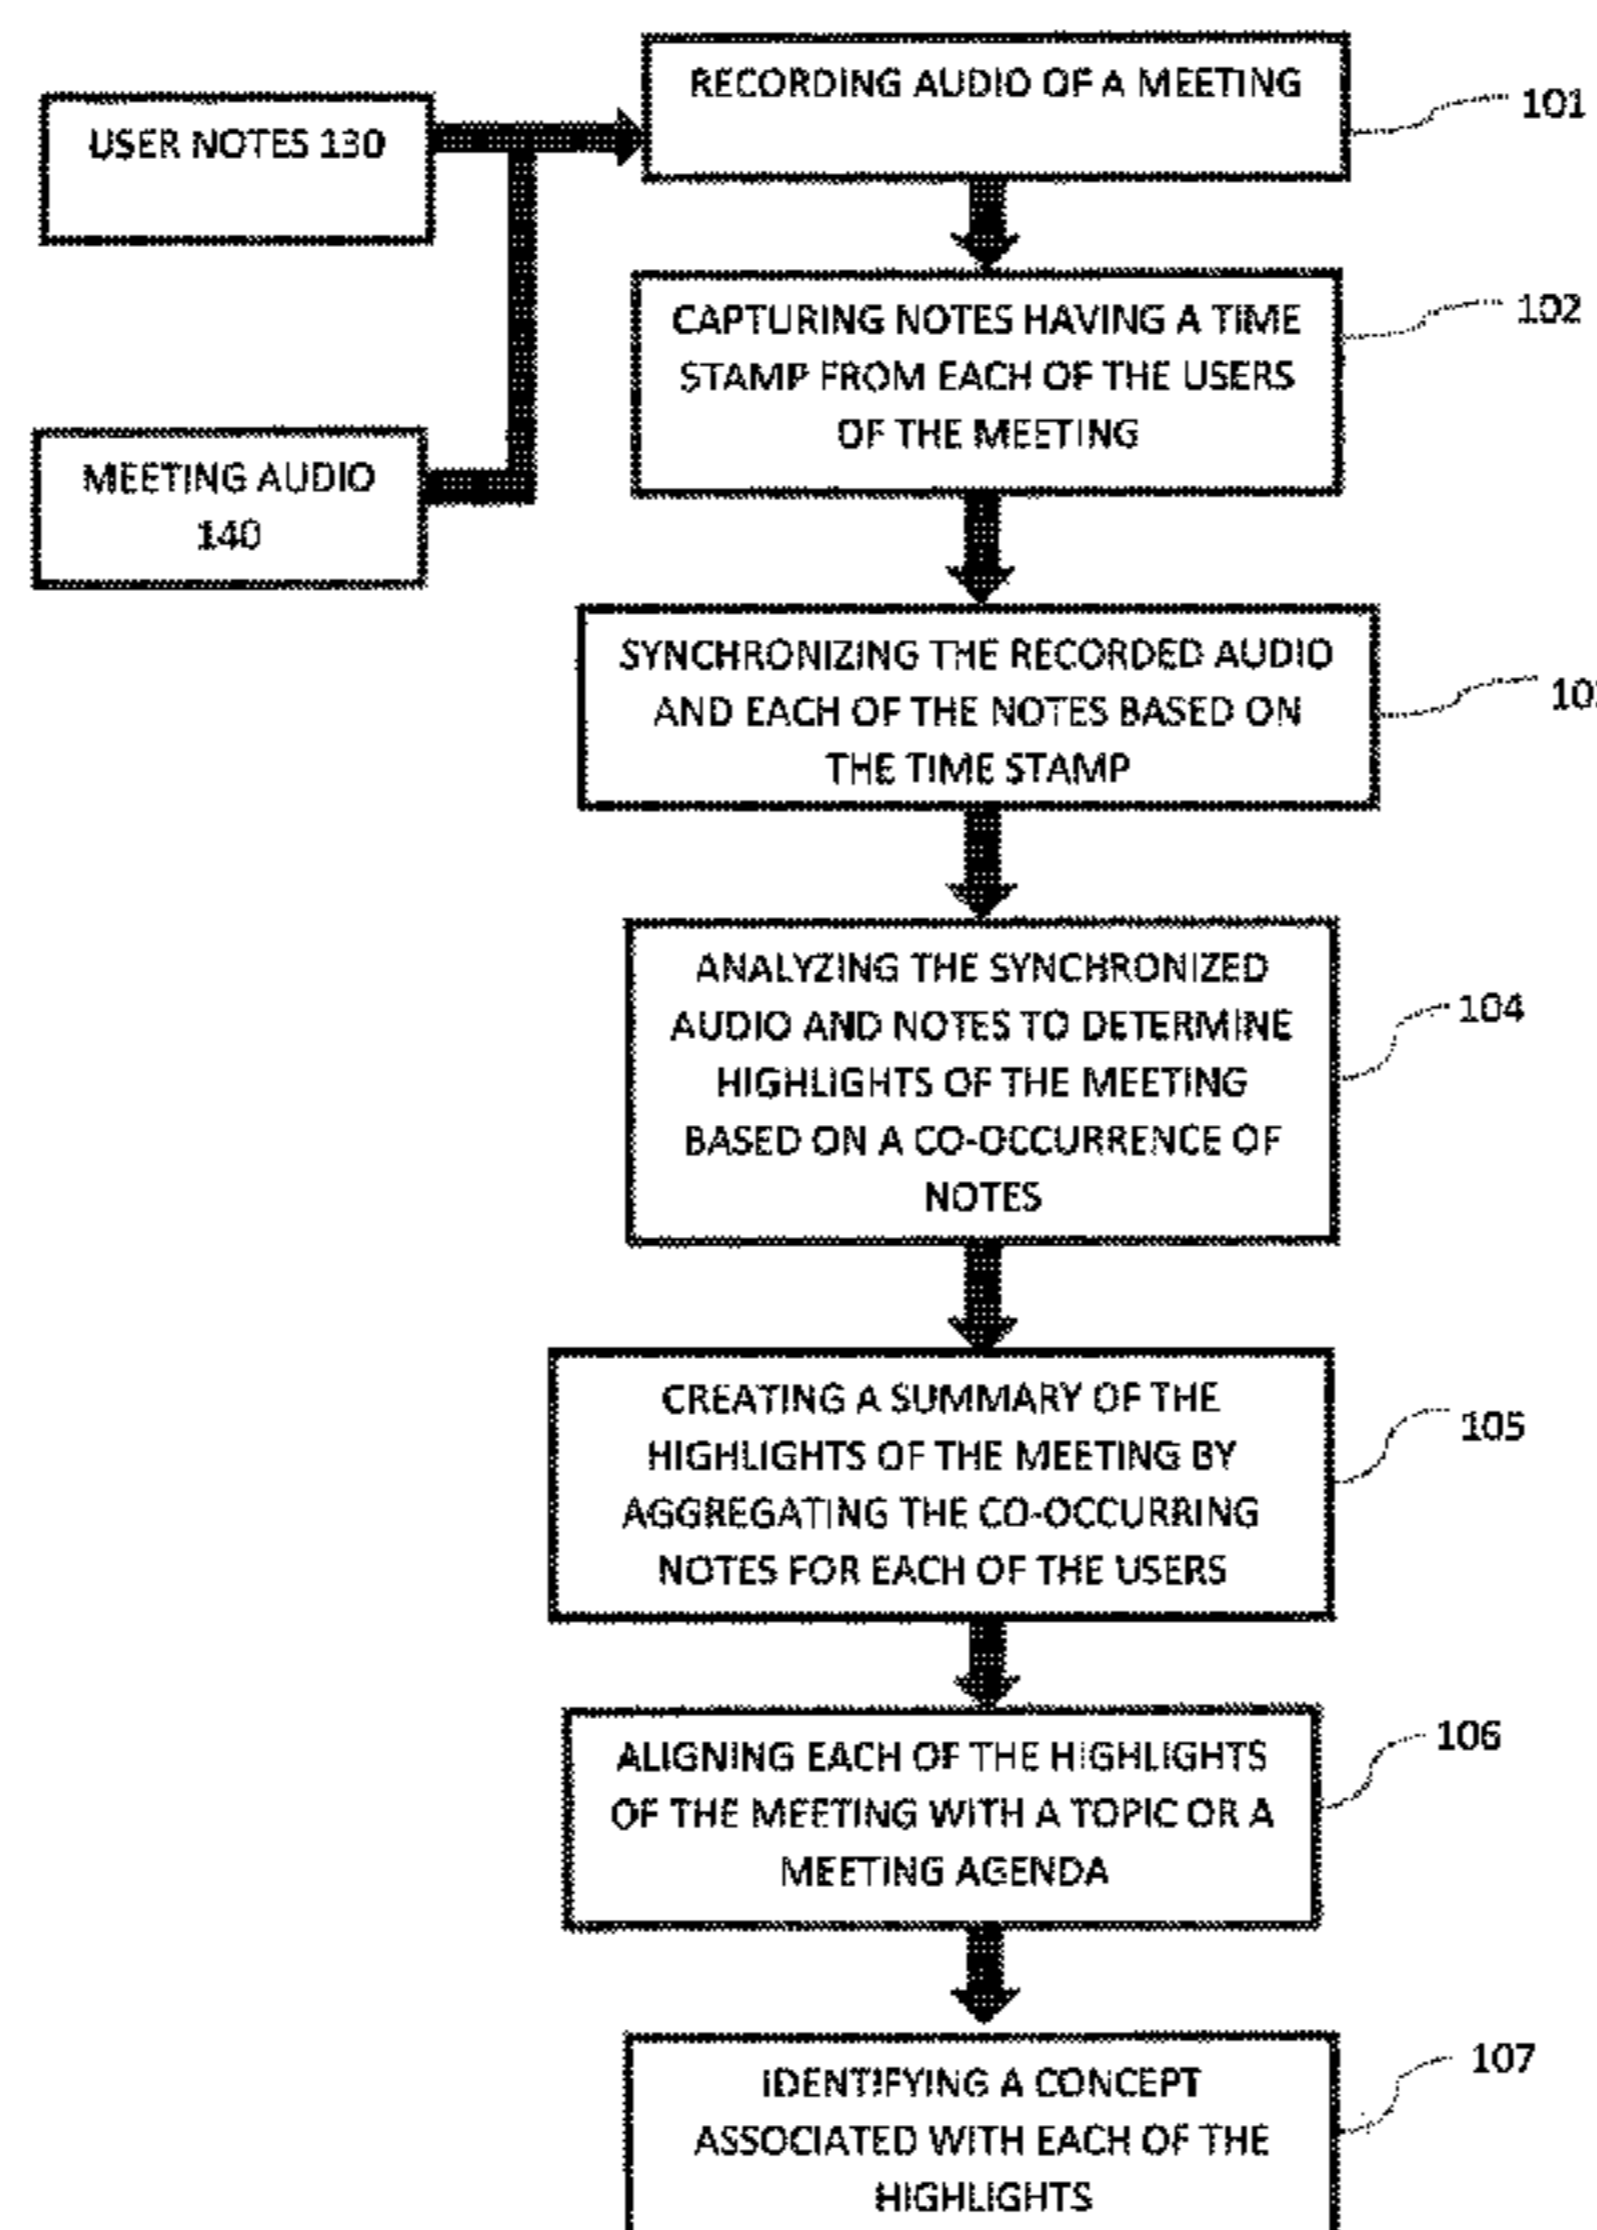 RECORDING AUDIO OF A MEETING
101
USER NOTES 130
CAPTURING NOTES HAVING A TIME
STAMP FROM EACH OF THE USERS
OF THE MEETING
102
MEETING AUDIO
140
SYNCHRONIZING THE RECORDED AUDIO
AND EACH OF THE NOTES BASED ON
THE TIME STAMP
ANALYZING THE SYNCHRONIZED
AUDIO AND NOTES TO DETERMINE
HIGHLIGHTS OF THE MEETING
BASED ON A CO-OCCURRENCE OF
NOTES
104
CREATING A SUMMARY OF THE
HIGHLIGHTS OF THE MEETING BY
AGGREGATING THE CO-OCCURRING
NOTES FOR EACH OF THE USERS
105
ALIGNING EACH OF THE HIGHLIGHTS
OF THE MEETING WITH A TOPIC OR A
MEETING AGENDA
106
IDENTIFYING A CONCEPT
ASSOCIATED WITH EACH OF THE
HIGHLIGHTS
107